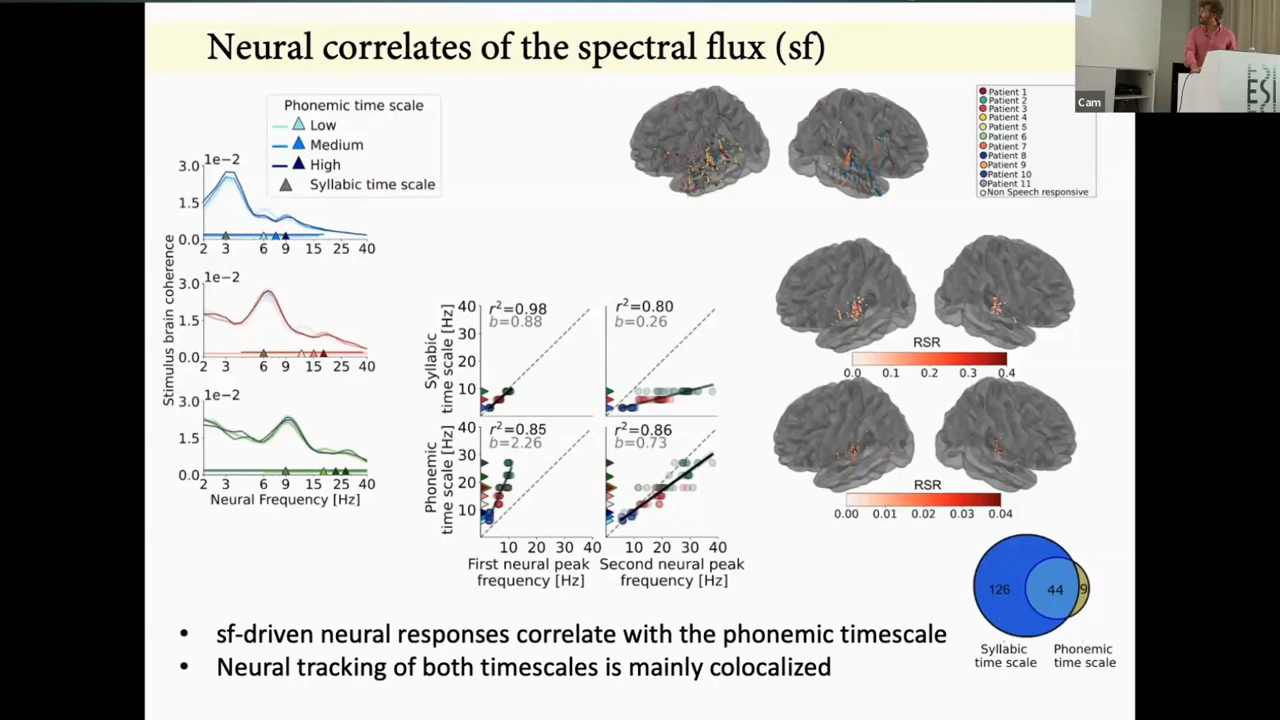 Neural correlates of the spectral flux (sf)
Cam
ESI
Phonemic time scale
Low
Medium
High
Syllabic time scale
Patient 1
Patient 2
Patient 3
Patient 4
Patient 5
Patient 6
Patient 7
Patient 8
Patient 9
Patient 10
Patient 11
Non Speech responsive
Stimulus brain coherence
1e-2
3.0
1.5
0.0
2 3 6 9 15 25 40
1e-2
3.0
1.5
0.0
2 3 6 9 15 25 40
1e-2
3.0
1.5
0.0
2 3 6 9 15 25 40
Neural Frequency [Hz]
Syllabic
time scale [Hz]
40
30
20
10
r²=0.98
b=0.88
r²=0.80
b=0.26
Phonemic
time scale [Hz]
40
30
20
10
r²=0.85
b=2.26
r²=0.86
b=0.73
10 20 30 40
10 20 30 40
First neural peak
frequency [Hz]
Second neural peak
frequency [Hz]
RSR
0.0 0.1 0.2 0.3 0.4
RSR
0.00 0.01 0.02 0.03 0.04
126 44 9
Syllabic
time scale
Phonemic
time scale
• sf-driven neural responses correlate with the phonemic timescale
• Neural tracking of both timescales is mainly colocalized